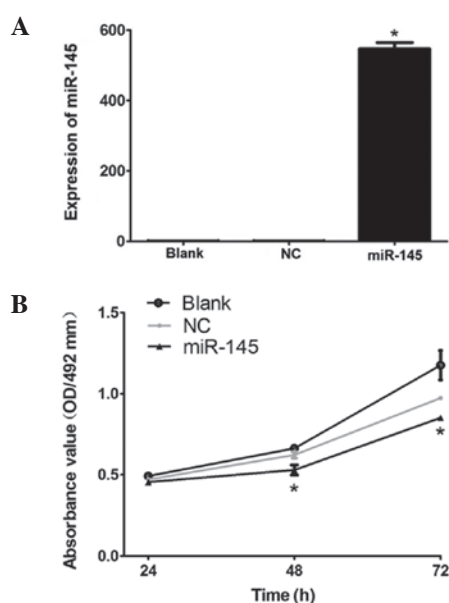 A
Expression of miR-145
600
400
200
0
*
Blank NC miR-145
B
Absorbance value (OD/492 mm)
1.5
1.0
0.5
0.0
Blank
NC
miR-145
*
*
24 48 72
Time (h)